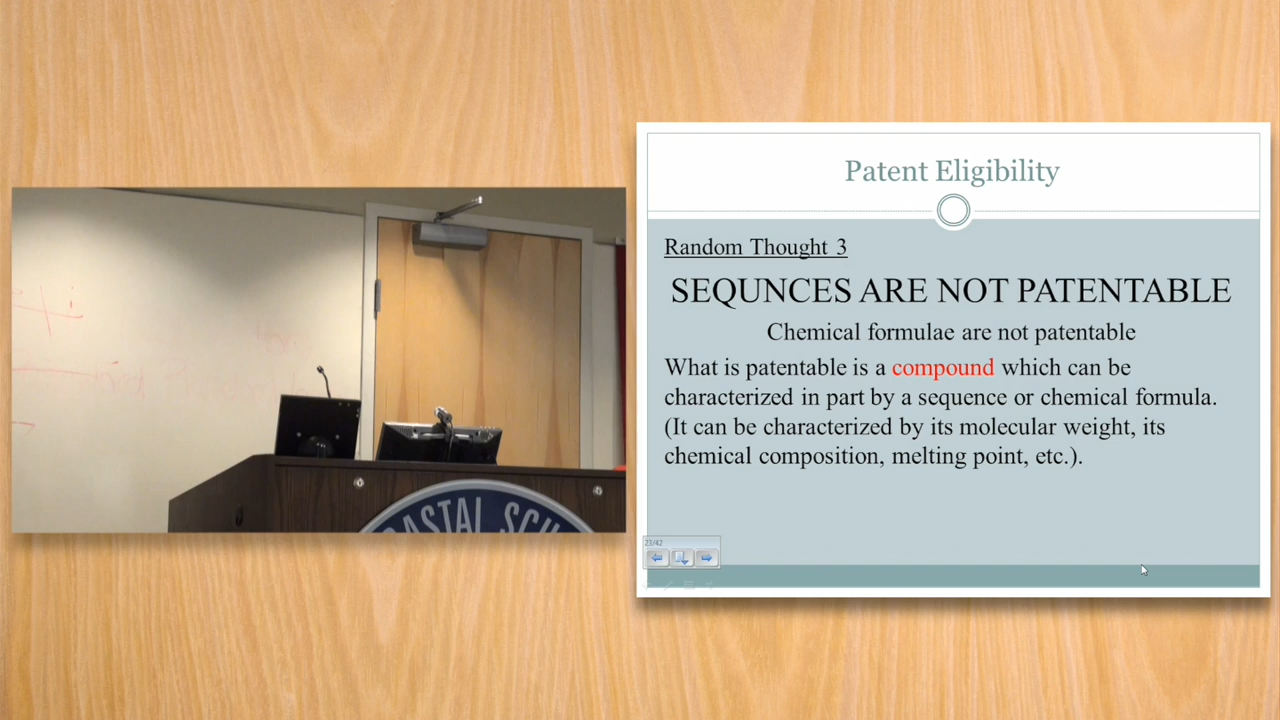 Patent Eligibility
Random Thought 3
SEQUNCES ARE NOT PATENTABLE
Chemical formulae are not patentable
What is patentable is a compound which can be
characterized in part by a sequence or chemical formula.
(It can be characterized by its molecular weight, its
chemical composition, melting point, etc.).
23/42
OASTAL SCH